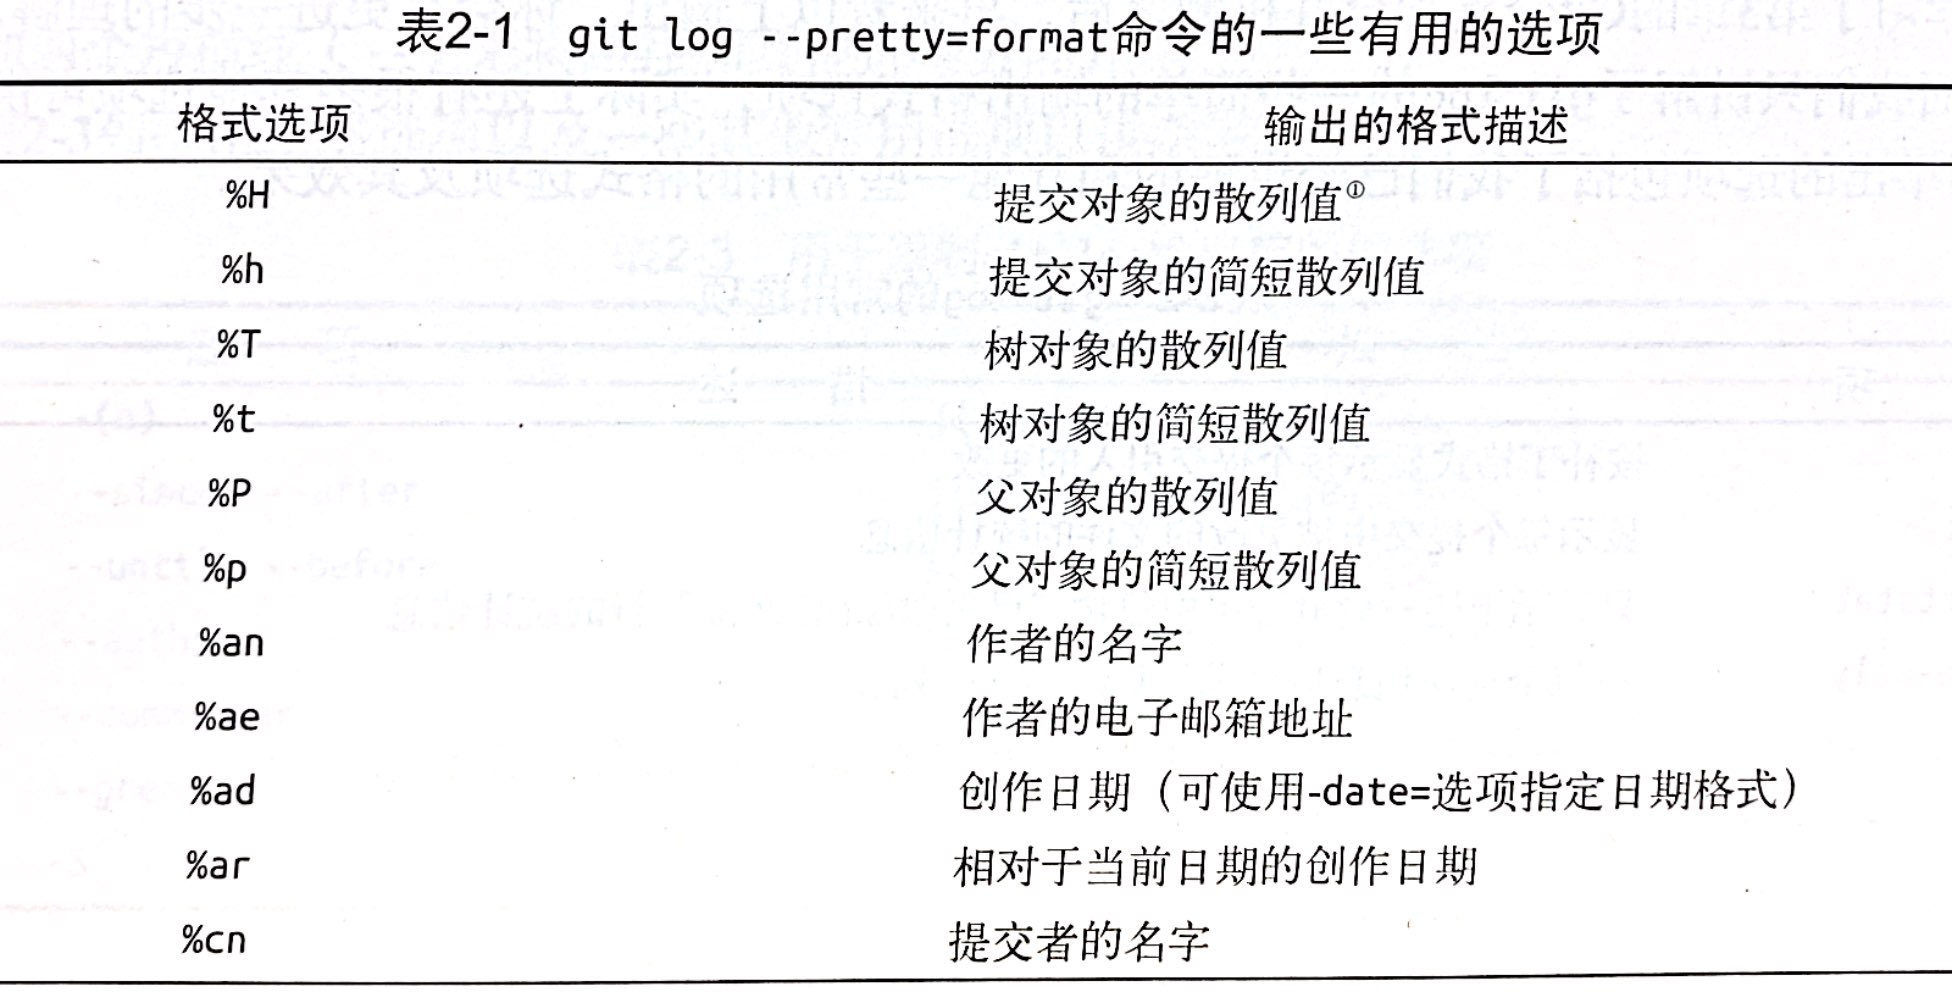 表2-1 git log --pretty=format命令的一些有用的选项
格式选项 输出的格式描述
%H 提交对象的散列值①
%h 提交对象的简短散列值
%T 树对象的散列值
%t 树对象的简短散列值
%P 父对象的散列值
%p 父对象的简短散列值
%an 作者的名字
%ae 作者的电子邮箱地址
%ad 创作日期（可使用-date=选项指定日期格式）
%ar 相对于当前日期的创作日期
%cn 提交者的名字